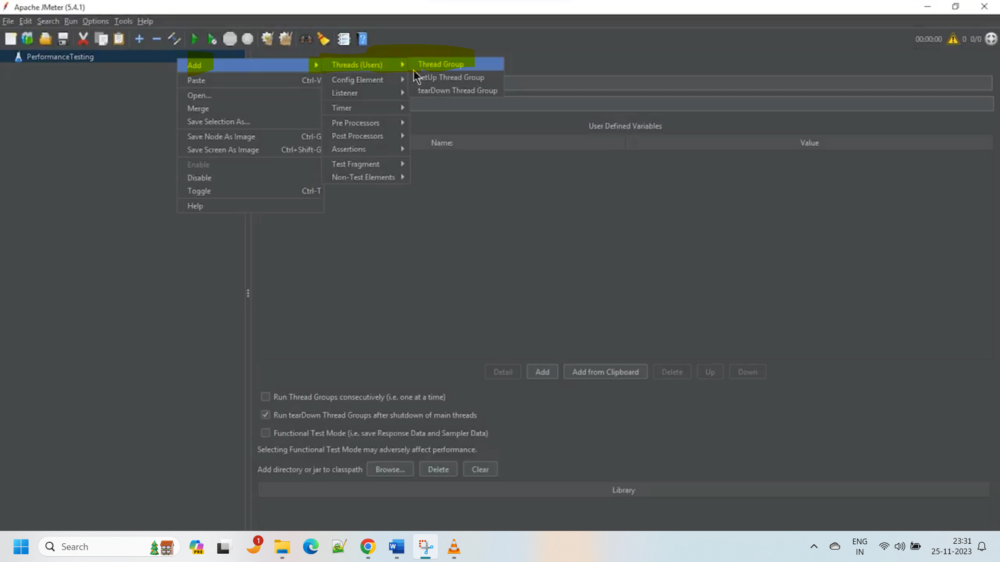 Apache JMeter (5.4.1)
File Edit Search Run Options Tools Help
00:00:00 0 0/0
PerformanceTesting
Add
Paste Ctrl-V
Open...
Merge
Save Selection As...
Save Node As Image Ctrl-G
Save Screen As Image Ctrl+Shift-G
Enable
Disable
Toggle Ctrl-T
Help
Threads (Users)
Config Element
Listener
Timer
Pre Processors
Post Processors
Assertions
Test Fragment
Non-Test Elements
Thread Group
etUp Thread Group
tearDown Thread Group
User Defined Variables
Name: Value
Detail Add Add from Clipboard Delete Up Down
Run Thread Groups consecutively (i.e. one at a time)
Run tearDown Thread Groups after shutdown of main threads
Functional Test Mode (i.e. save Response Data and Sampler Data)
Selecting Functional Test Mode may adversely affect performance.
Add directory or jar to classpath Browse... Delete Clear
Library
Search PRE 1 W ENG 23:31
IN 25-11-2023